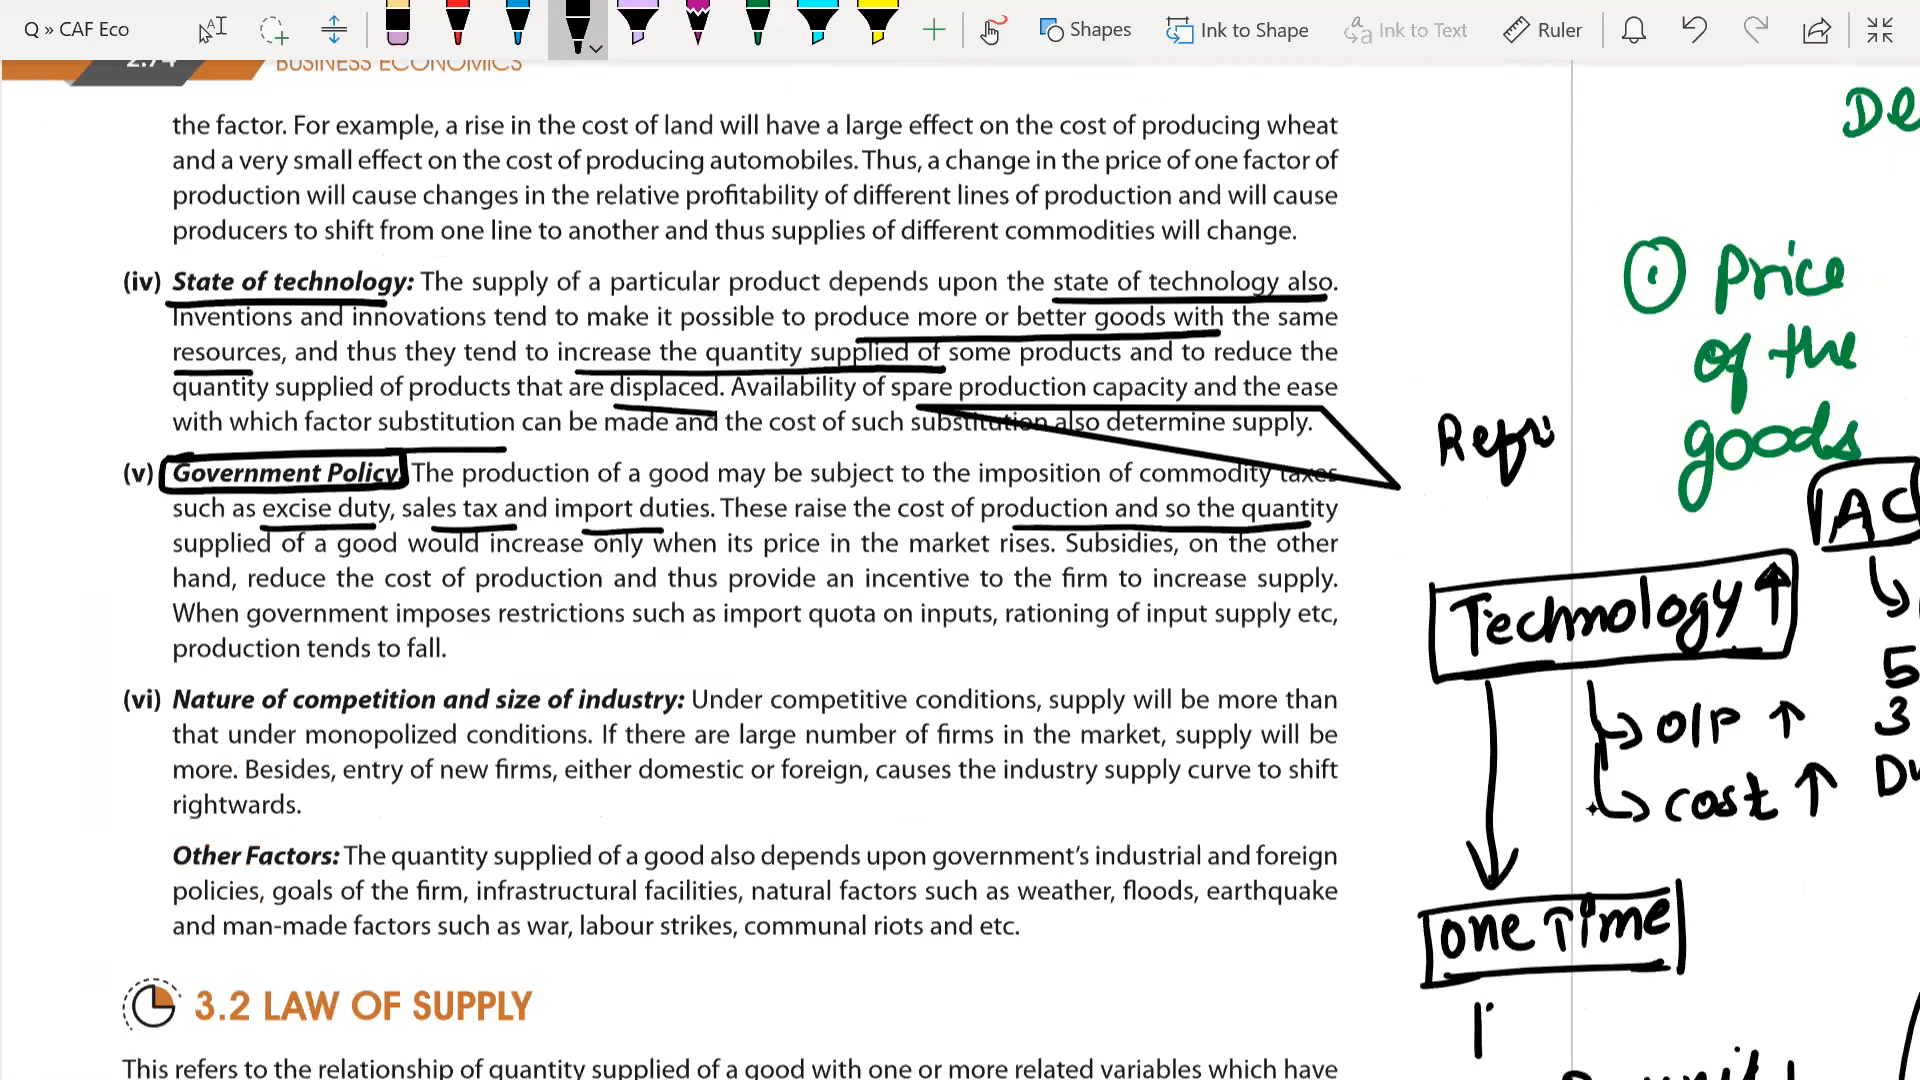 Q » CAF Eco
Shapes
Ink to Shape
Ink to Text
Ruler
2.74
BUSINESS ECONOMICS
the factor. For example, a rise in the cost of land will have a large effect on the cost of producing wheat
and a very small effect on the cost of producing automobiles. Thus, a change in the price of one factor of
production will cause changes in the relative profitability of different lines of production and will cause
producers to shift from one line to another and thus supplies of different commodities will change.
(iv) State of technology: The supply of a particular product depends upon the state of technology also.
Inventions and innovations tend to make it possible to produce more or better goods with the same
resources, and thus they tend to increase the quantity supplied of some products and to reduce the
quantity supplied of products that are displaced. Availability of spare production capacity and the ease
with which factor substitution can be made and the cost of such substitution also determine supply.
(v) Government Policy: The production of a good may be subject to the imposition of commodity taxes
such as excise duty, sales tax and import duties. These raise the cost of production and so the quantity
supplied of a good would increase only when its price in the market rises. Subsidies, on the other
hand, reduce the cost of production and thus provide an incentive to the firm to increase supply.
When government imposes restrictions such as import quota on inputs, rationing of input supply etc,
production tends to fall.
(vi) Nature of competition and size of industry: Under competitive conditions, supply will be more than
that under monopolized conditions. If there are large number of firms in the market, supply will be
more. Besides, entry of new firms, either domestic or foreign, causes the industry supply curve to shift
rightwards.
Other Factors: The quantity supplied of a good also depends upon government's industrial and foreign
policies, goals of the firm, infrastructural facilities, natural factors such as weather, floods, earthquake
and man-made factors such as war, labour strikes, communal riots and etc.
3.2 LAW OF SUPPLY
This refers to the relationship of quantity supplied of a good with one or more related variables which have
De
① Price
of the
goods
Refri
AC
Technology ↑
5
→ O/P ↑
3
→ cost ↑
one Time